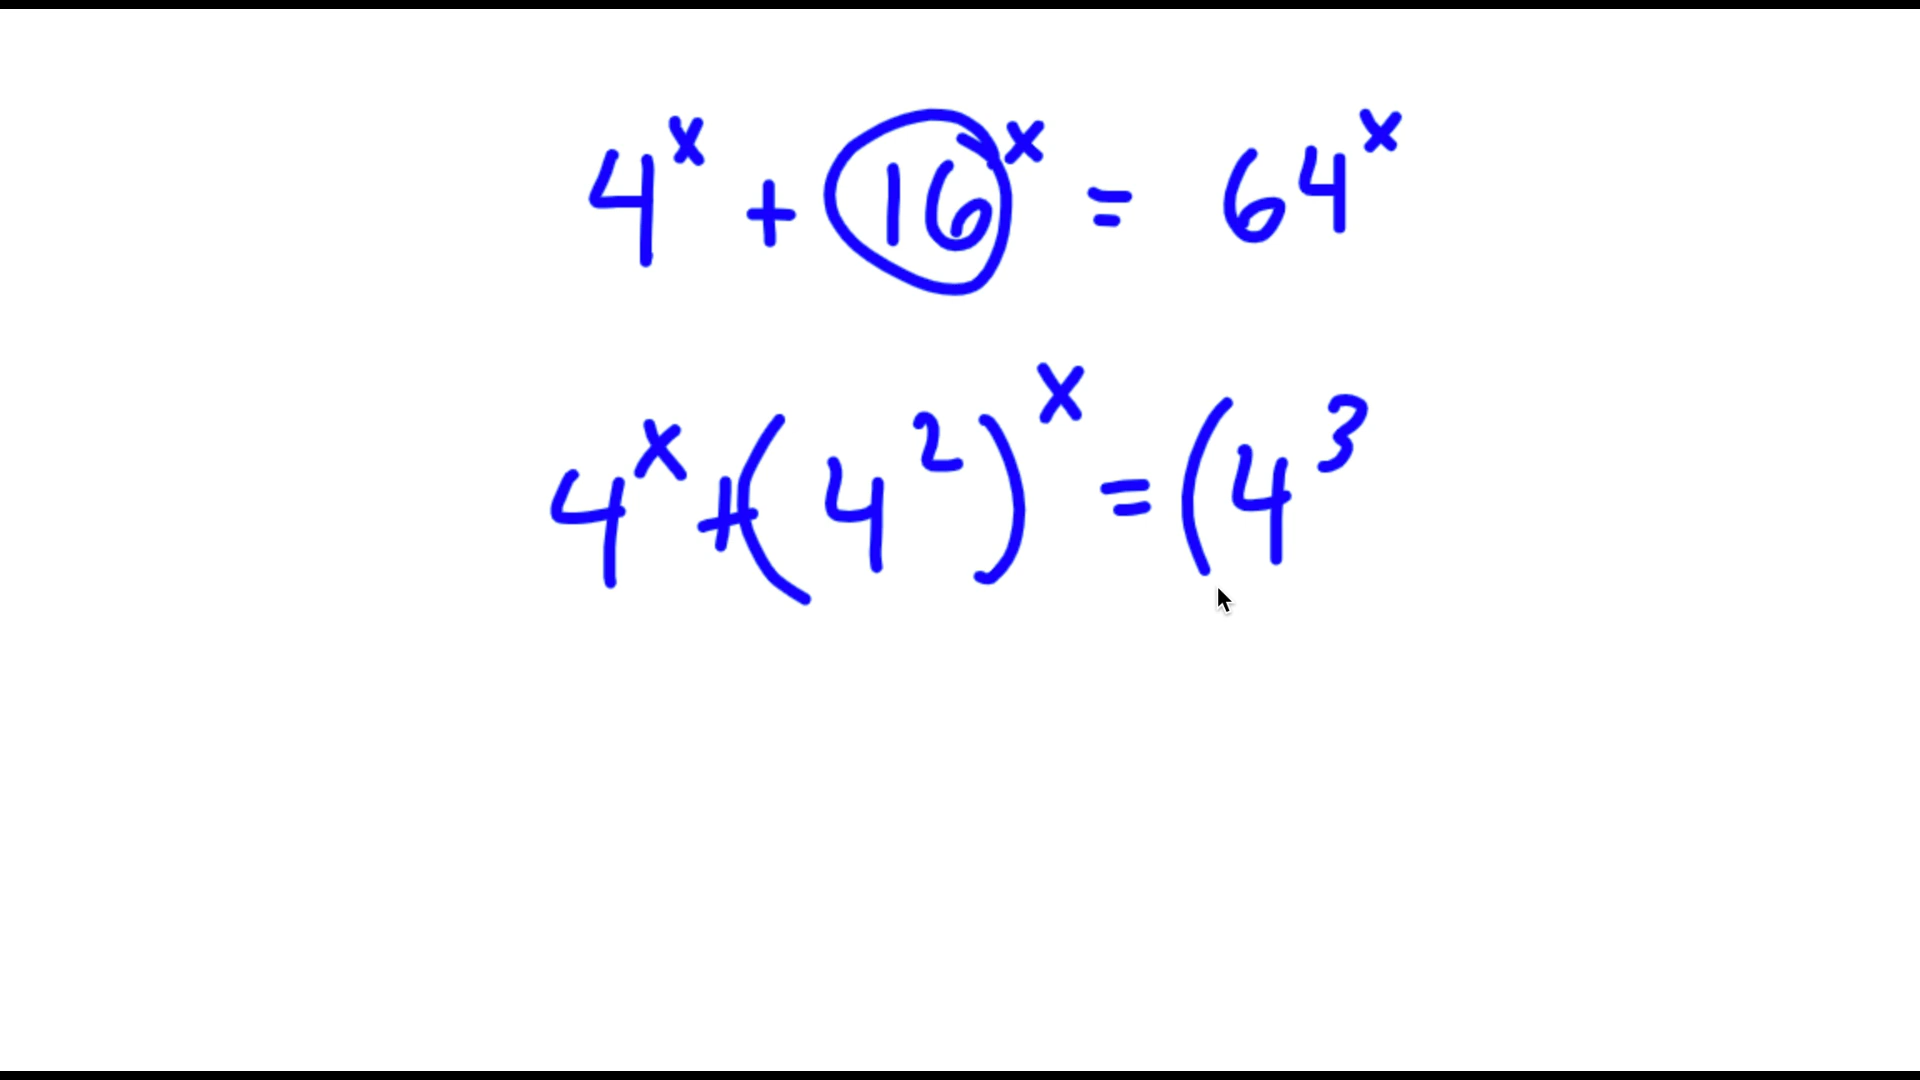 4^x + 16^x = 64^x
4^x + (4^2)^x = (4^3